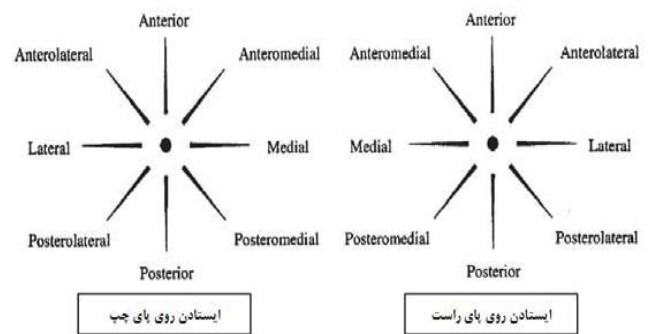 Anterior
Anterolateral
Anteromedial
Lateral
Medial
Posterolateral
Posteromedial
Posterior
ایستادن روی پای چپ
Anterior
Anteromedial
Anterolateral
Medial
Lateral
Posteromedial
Posterolateral
Posterior
ایستادن روی پای راست